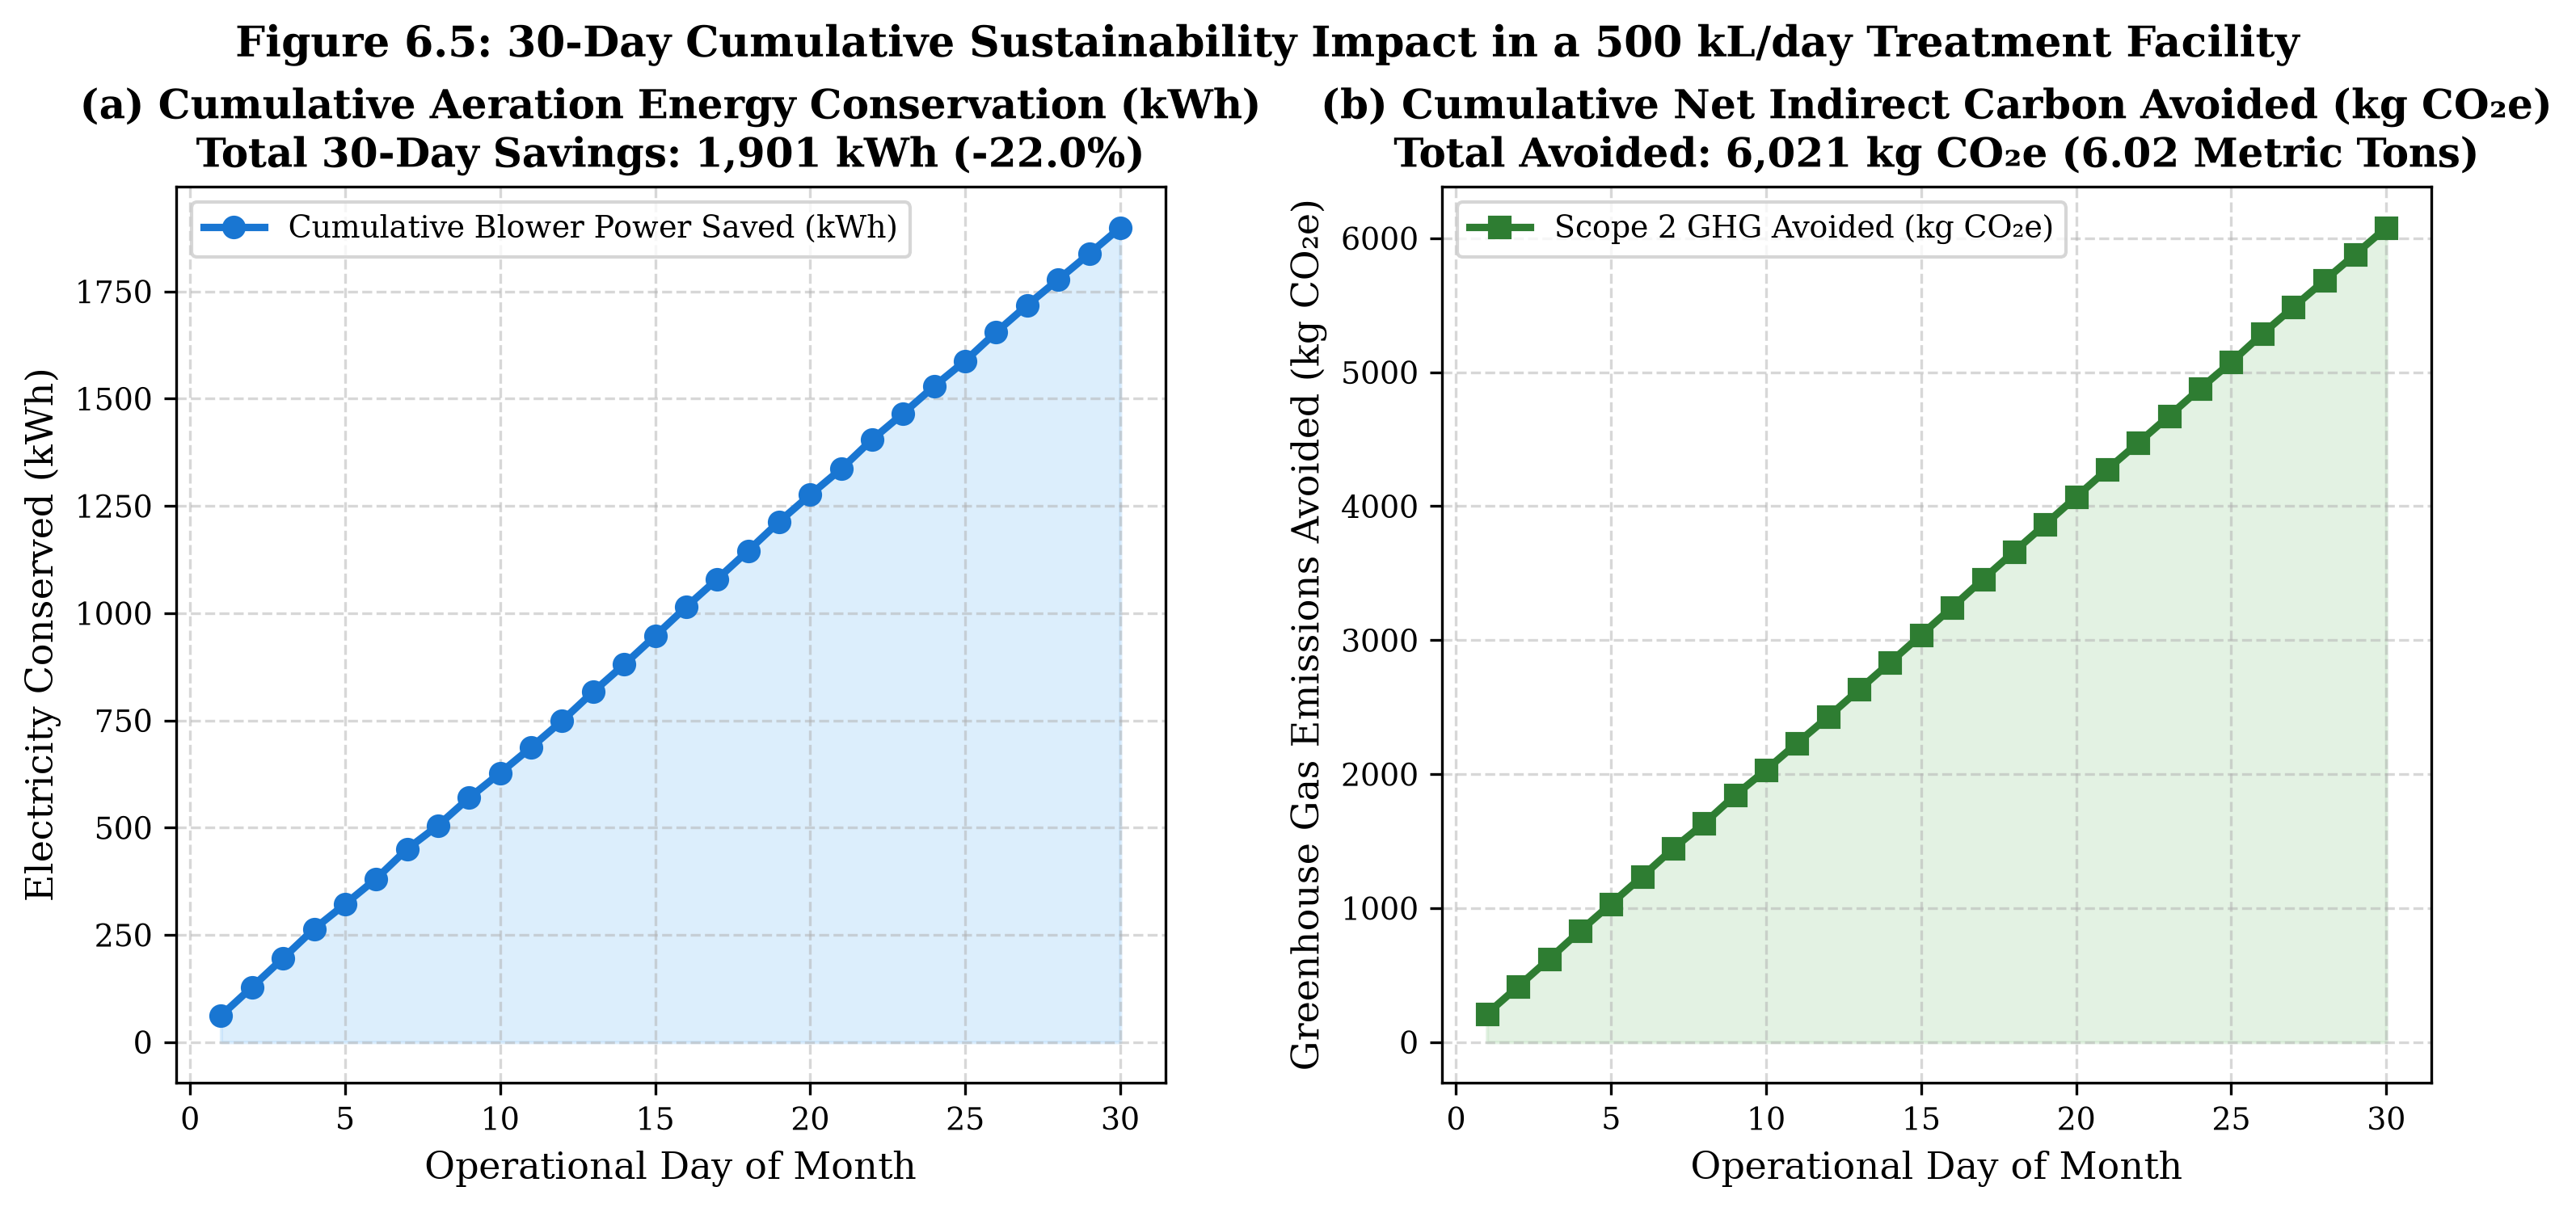 Figure 6.5: 30-Day Cumulative Sustainability Impact in a 500 kL/day Treatment Facility
(a) Cumulative Aeration Energy Conservation (kWh)
Total 30-Day Savings: 1,901 kWh (-22.0%)
Cumulative Blower Power Saved (kWh)
Electricity Conserved (kWh)
1750
1500
1250
1000
750
500
250
0
0 5 10 15 20 25 30
Operational Day of Month
(b) Cumulative Net Indirect Carbon Avoided (kg CO₂e)
Total Avoided: 6,021 kg CO₂e (6.02 Metric Tons)
Scope 2 GHG Avoided (kg CO₂e)
Greenhouse Gas Emissions Avoided (kg CO₂e)
6000
5000
4000
3000
2000
1000
0
0 5 10 15 20 25 30
Operational Day of Month